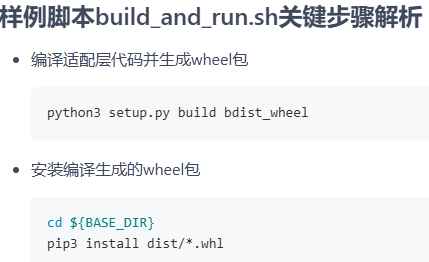 样例脚本build_and_run.sh关键步骤解析
编译适配层代码并生成wheel包
python3 setup.py build bdist_wheel
安装编译生成的wheel包
cd ${BASE_DIR}
pip3 install dist/*.whl